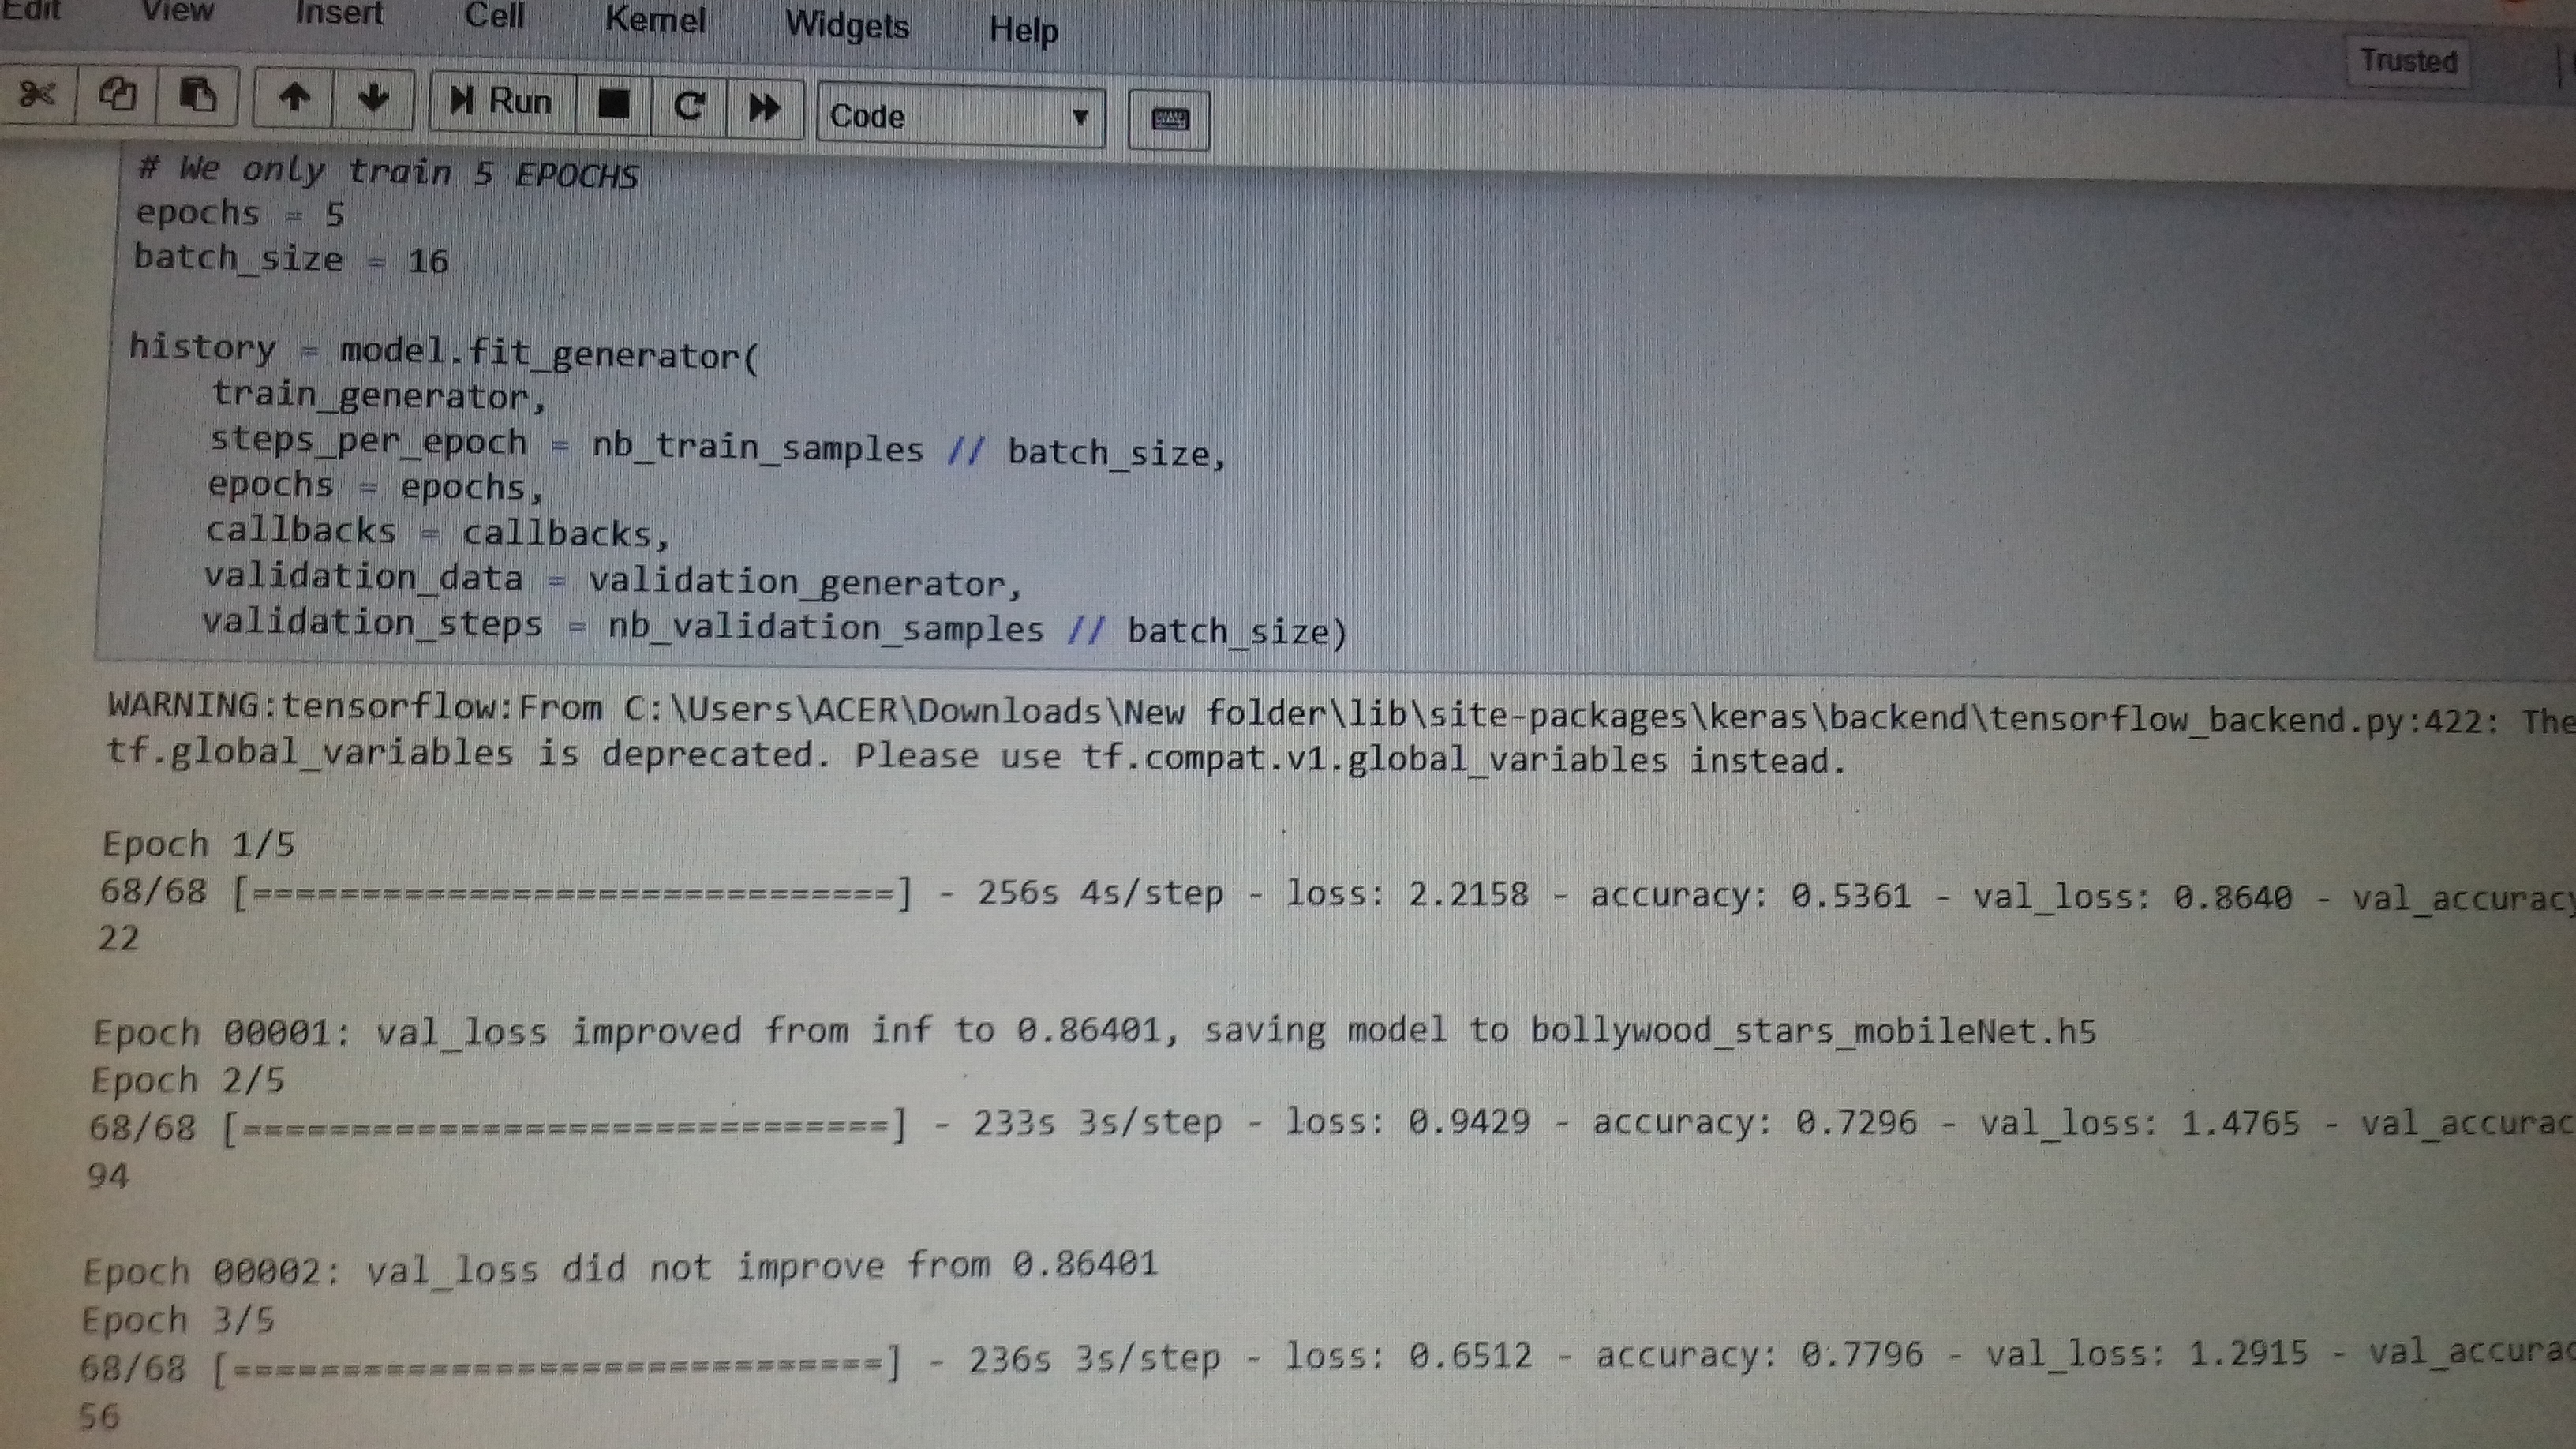 Edit View Insert Cell Kernel Widgets Help
Trusted
Run Code
# We only train 5 EPOCHS
epochs = 5
batch_size = 16
history = model.fit_generator(
train_generator,
steps_per_epoch = nb_train_samples // batch_size,
epochs = epochs,
callbacks = callbacks,
validation_data = validation_generator,
validation_steps = nb_validation_samples // batch_size)
WARNING:tensorflow:From C:\Users\ACER\Downloads\New folder\lib\site-packages\keras\backend\tensorflow_backend.py:422: The
tf.global_variables is deprecated. Please use tf.compat.v1.global_variables instead.
Epoch 1/5
68/68 [==============================] - 256s 4s/step - loss: 2.2158 - accuracy: 0.5361 - val_loss: 0.8640 - val_accuracy
22
Epoch 00001: val_loss improved from inf to 0.86401, saving model to bollywood_stars_mobileNet.h5
Epoch 2/5
68/68 [==============================] - 233s 3s/step - loss: 0.9429 - accuracy: 0.7296 - val_loss: 1.4765 - val_accurac
94
Epoch 00002: val_loss did not improve from 0.86401
Epoch 3/5
68/68 [==============================] - 236s 3s/step - loss: 0.6512 - accuracy: 0.7796 - val_loss: 1.2915 - val_accurac
56